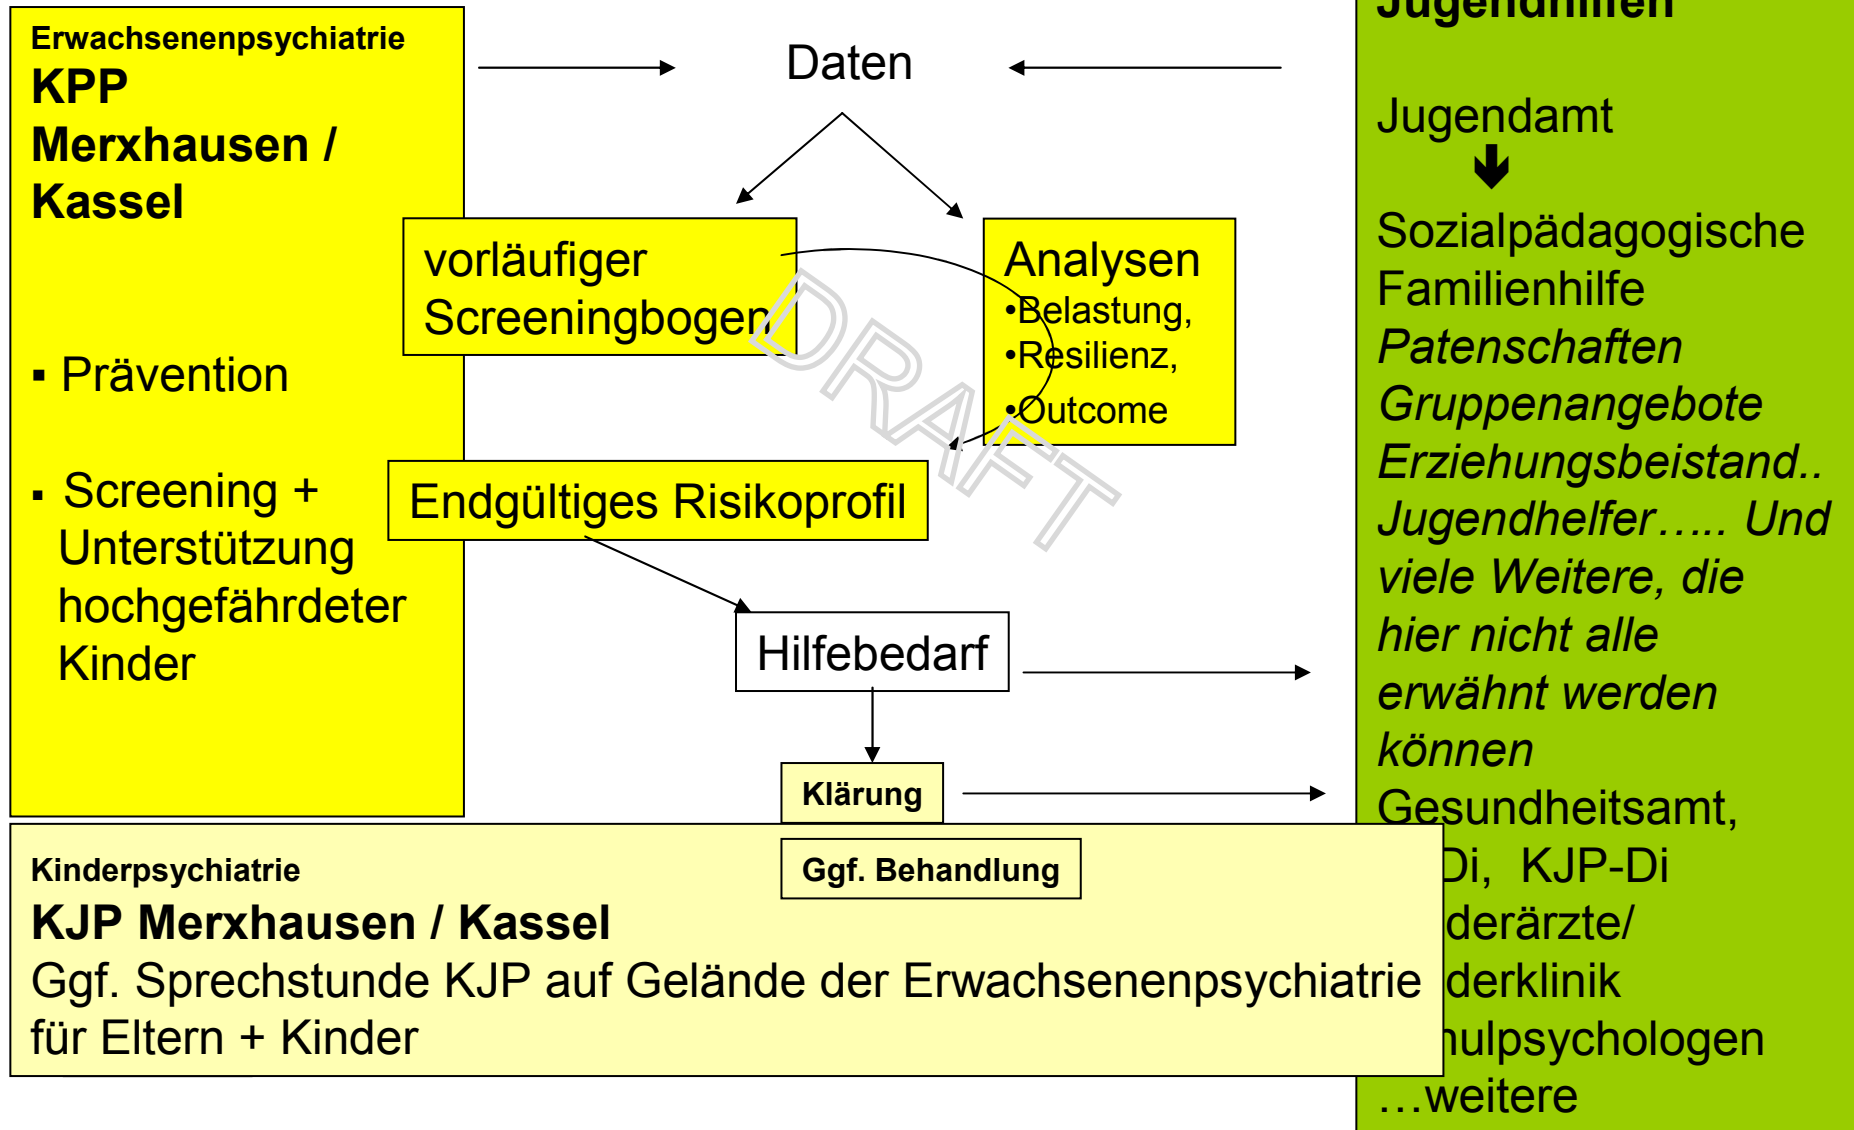 Erwachsenenpsychiatrie
KPP
Merxhausen /
Kassel
▪ Prävention
▪ Screening +
Unterstützung
hochgefährdeter
Kinder
Daten
vorläufiger
Screeningbogen
Analysen
•Belastung,
•Resilienz,
•Outcome
DRAFT
Endgültiges Risikoprofil
Hilfebedarf
Klärung
Ggf. Behandlung
Kinderpsychiatrie
KJP Merxhausen / Kassel
Ggf. Sprechstunde KJP auf Gelände der Erwachsenenpsychiatrie
für Eltern + Kinder
Jugendhilfen
Jugendamt
Sozialpädagogische
Familienhilfe
Patenschaften
Gruppenangebote
Erziehungsbeistand..
Jugendhelfer….. Und
viele Weitere, die
hier nicht alle
erwähnt werden
können
Gesundheitsamt,
Di, KJP-Di
derärzte/
derklinik
hulpsychologen
…weitere